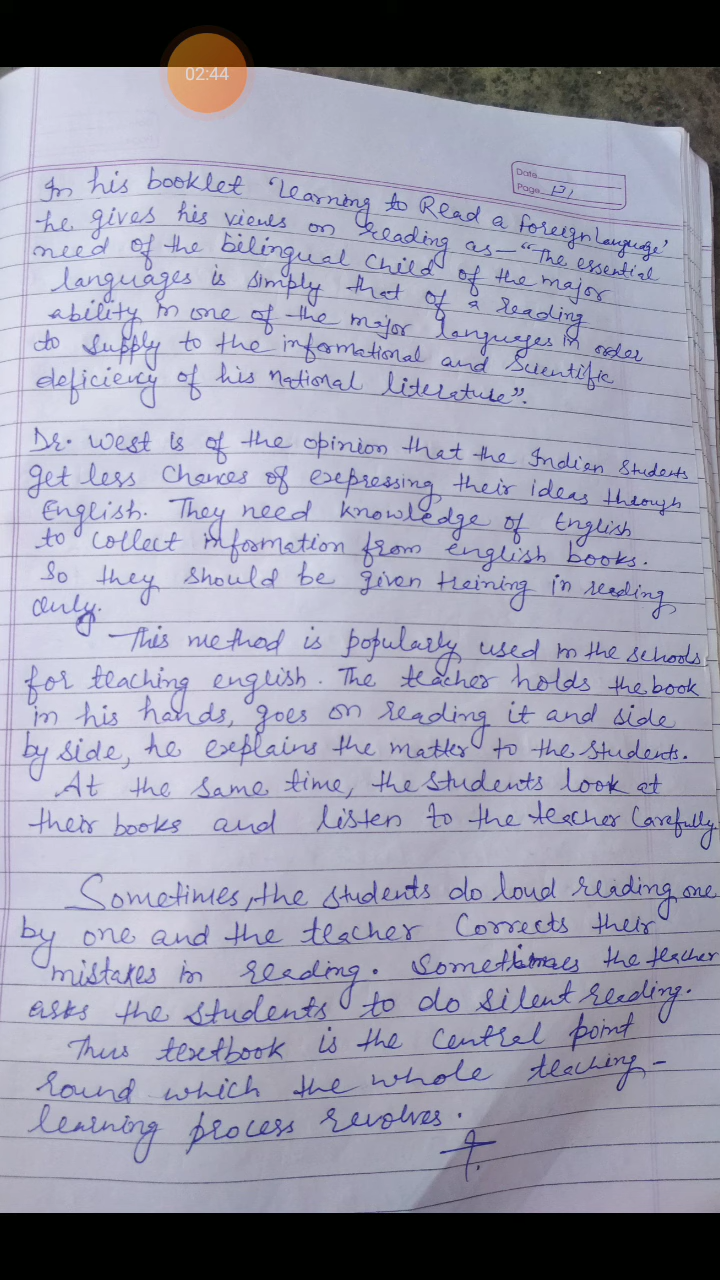 02:44
Date
Page 131
In his booklet 'Learning to Read a foreign language'
he gives his views on reading as— "The essential
need of the bilingual child of the major
languages is simply that of a reading
ability in one of the major languages in order
to supply to the informational and Scientific
deficiency of his national literature".
Dr. West is of the opinion that the Indian Students
get less Chances of expressing their ideas through
English. They need knowledge of English
to collect information from english books.
So they should be given training in reading
only.
This method is popularly used in the schools
for teaching english. The teacher holds the book
in his hands, goes on reading it and side
by side, he explains the matter to the students.
At the same time, the students look at
their books and listen to the teacher Carefully
Sometimes, the students do loud reading one
by one and the teacher Corrects their
mistakes in reading. Sometimes the teacher
asks the students to do silent reading.
Thus textbook is the central point
round which the whole teaching-
learning process revolves.